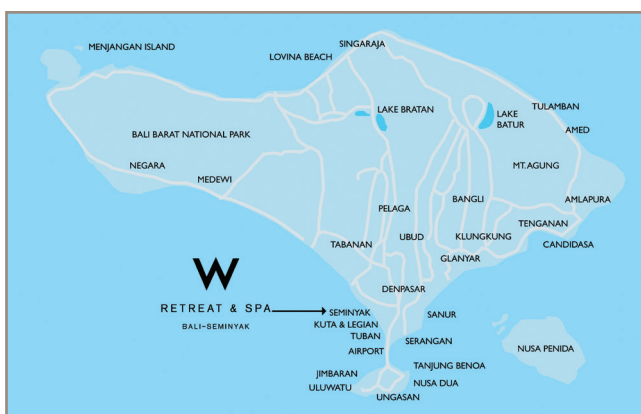 MENJANGAN ISLAND
SINGARAJA
LOVINA BEACH
LAKE BRATAN
LAKE
BATUR
TULAMBAN
AMED
BALI BARAT NATIONAL PARK
MT.AGUNG
NEGARA
MEDEWI
BANGLI
AMLAPURA
PELAGA
TENGANAN
TABANAN
UBUD
KLUNGKUNG
CANDIDASA
GLANYAR
W
RETREAT & SPA
BALI-SEMINYAK
DENPASAR
SEMINYAK
SANUR
KUTA & LEGIAN
TUBAN
SERANGAN
AIRPORT
NUSA PENIDA
TANJUNG BENOA
JIMBARAN
NUSA DUA
ULUWATU
UNGASAN